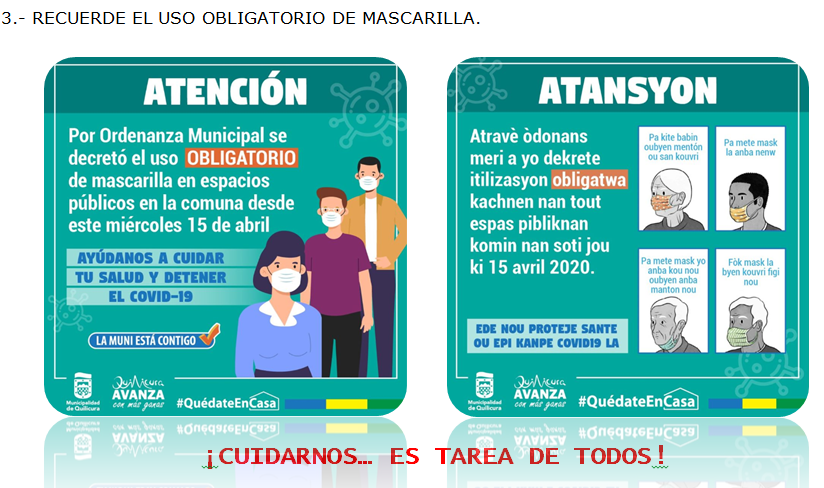 3.- RECUERDE EL USO OBLIGATORIO DE MASCARILLA.
ATENCIÓN
Por Ordenanza Municipal se
decretó el uso OBLIGATORIO
de mascarilla en espacios
públicos en la comuna desde
este miércoles 15 de abril
AYÚDANOS A CUIDAR
TU SALUD Y DETENER
EL COVID-19
LA MUNI ESTÁ CONTIGO
Municipalidad
de Quilicura
Quilicura
AVANZA
con más ganas
#QuédateEnCasa
ATANSYON
Atravè òdonans
meri a yo dekrete
itilizasyon obligatwa
kachnen nan tout
espas pibliknan
komin nan soti jou
ki 15 avril 2020.
EDE NOU PROTEJE SANTE
OU EPI KANPE COVID19 LA
Pa kite babin
oubyen mentón
ou san kouvri
Pa mete mask
la anba nenw
Pa mete mask yo
anba kou nou
oubyen anba
manton nou
Fòk mask la
byen kouvri figi
nou
Municipalidad
de Quilicura
Quilicura
AVANZA
con más ganas
#QuédateEnCasa
¡CUIDARNOS… ES TAREA DE TODOS!